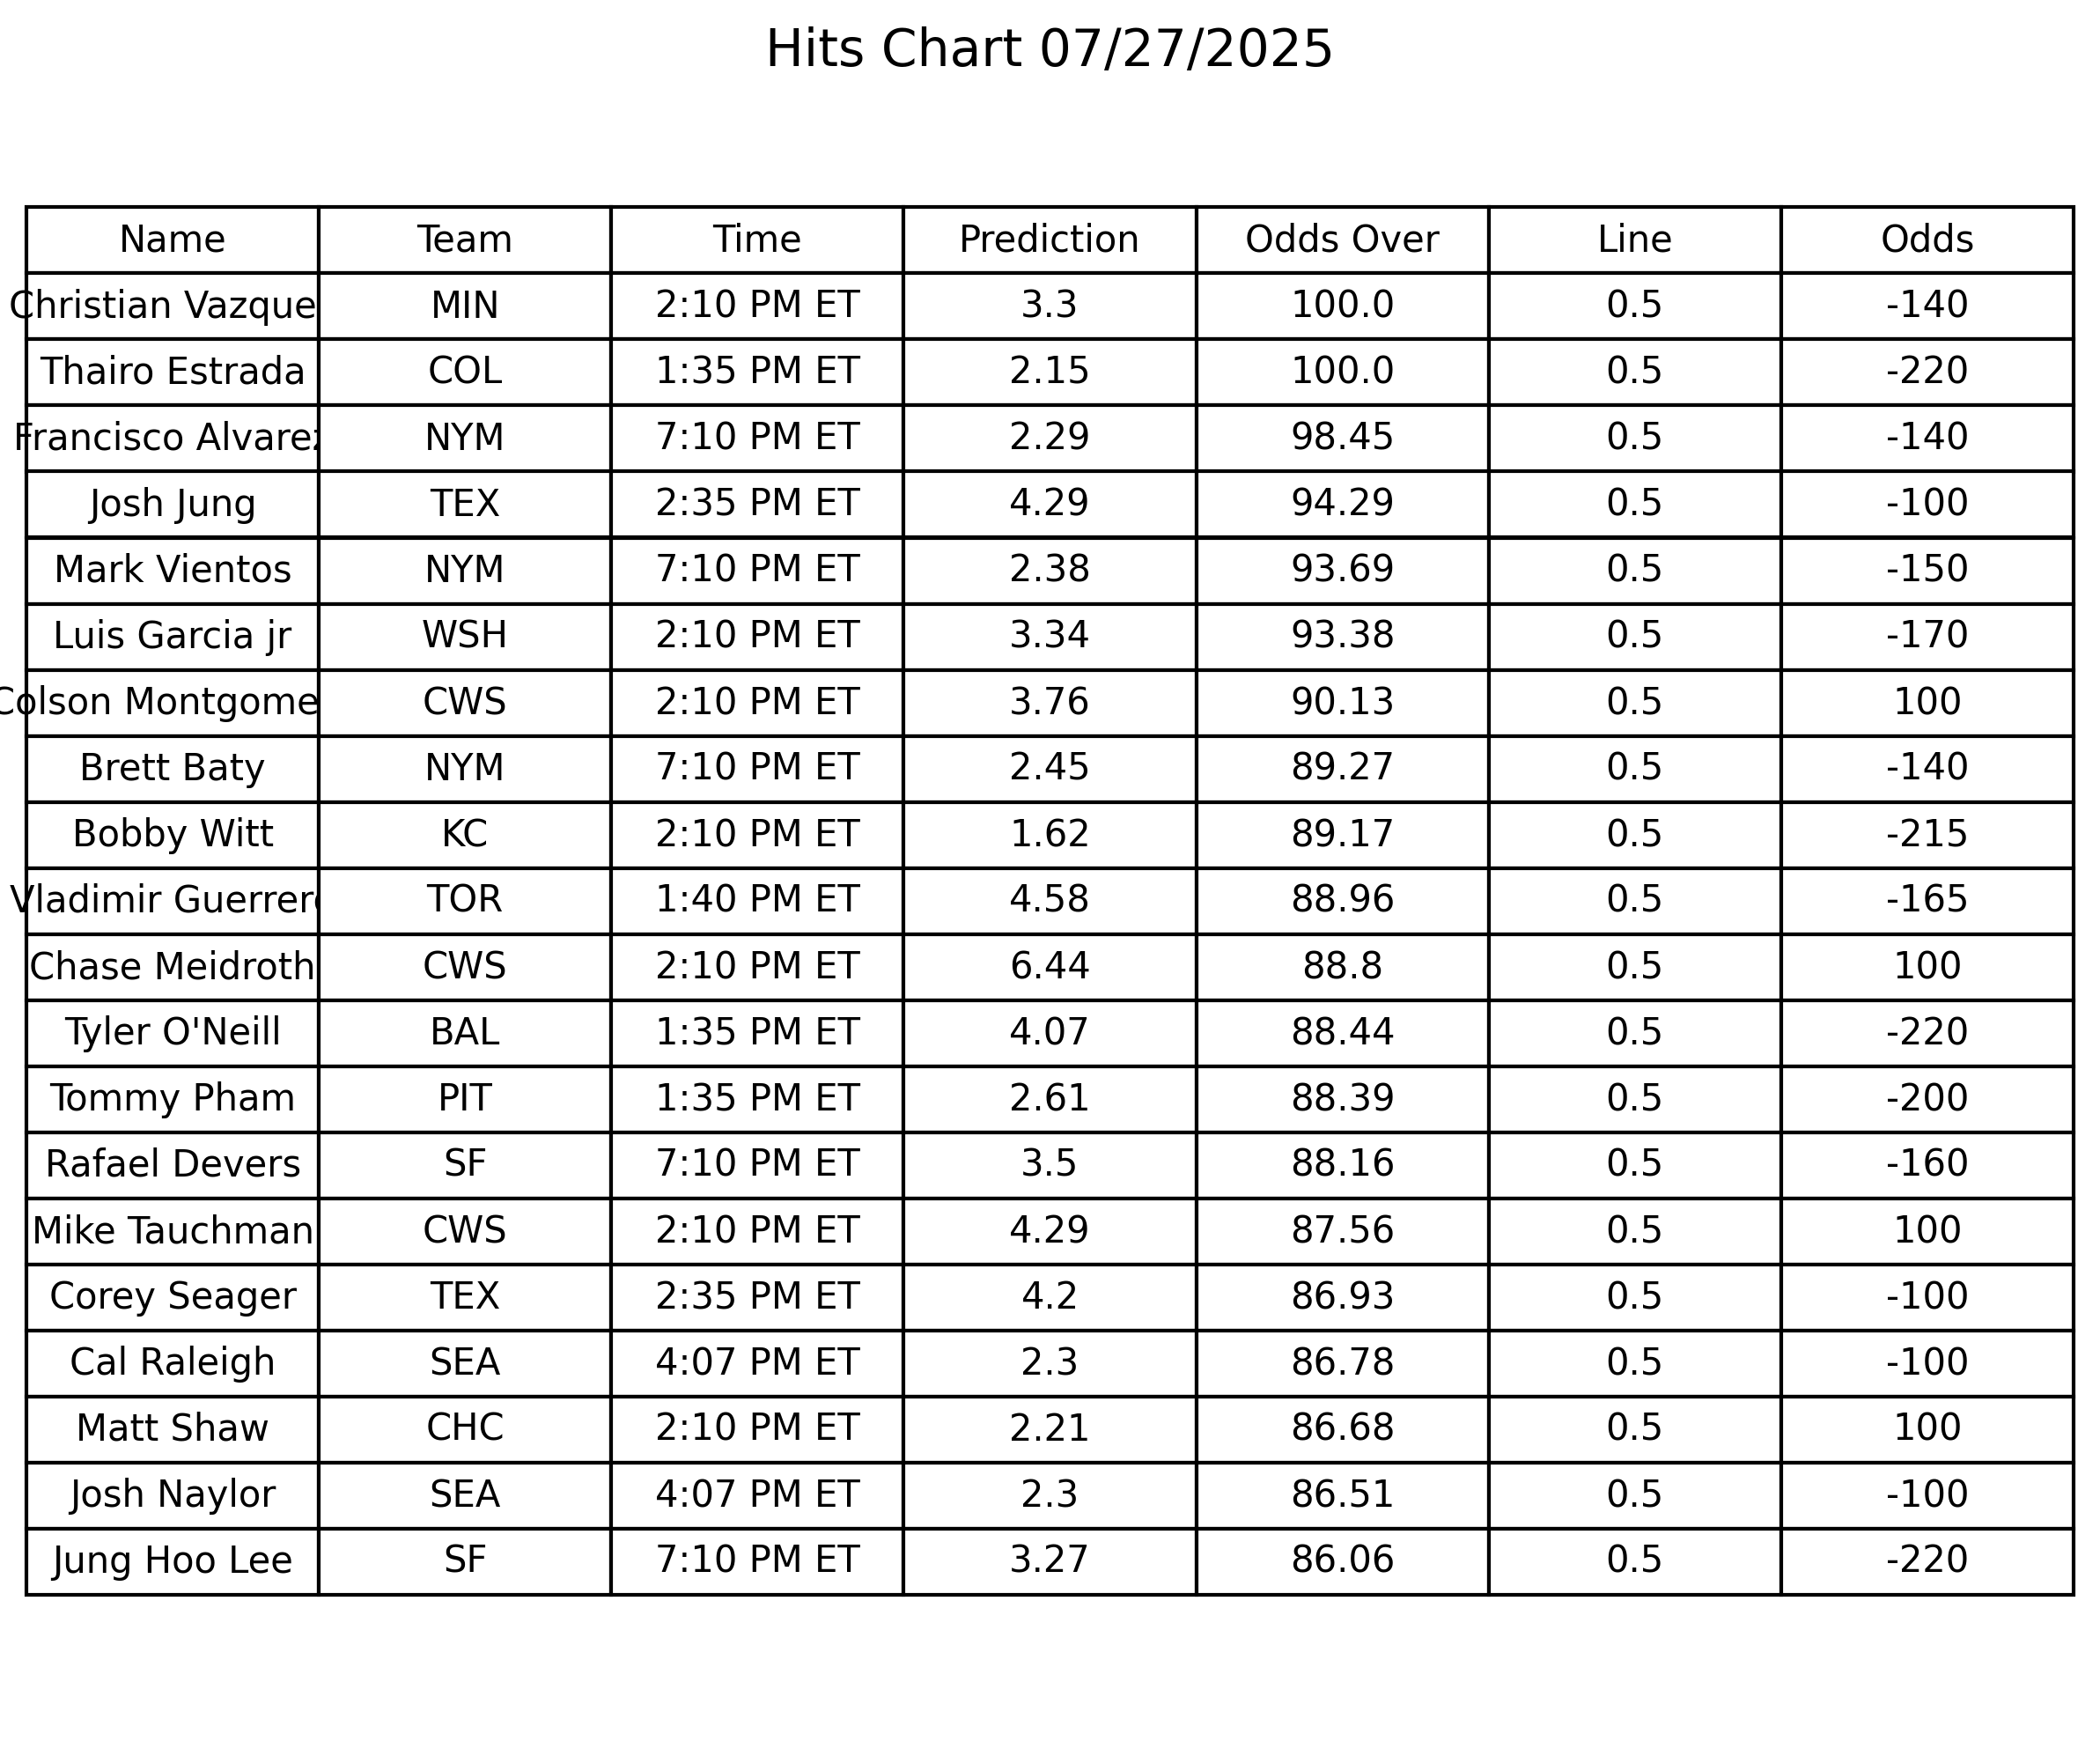 Hits Chart 07/27/2025
Name Team Time Prediction Odds Over Line Odds
Christian Vazque MIN 2:10 PM ET 3.3 100.0 0.5 -140
Thairo Estrada COL 1:35 PM ET 2.15 100.0 0.5 -220
Francisco Alvarez NYM 7:10 PM ET 2.29 98.45 0.5 -140
Josh Jung TEX 2:35 PM ET 4.29 94.29 0.5 -100
Mark Vientos NYM 7:10 PM ET 2.38 93.69 0.5 -150
Luis Garcia jr WSH 2:10 PM ET 3.34 93.38 0.5 -170
Colson Montgome CWS 2:10 PM ET 3.76 90.13 0.5 100
Brett Baty NYM 7:10 PM ET 2.45 89.27 0.5 -140
Bobby Witt KC 2:10 PM ET 1.62 89.17 0.5 -215
Vladimir Guerrero TOR 1:40 PM ET 4.58 88.96 0.5 -165
Chase Meidroth CWS 2:10 PM ET 6.44 88.8 0.5 100
Tyler O'Neill BAL 1:35 PM ET 4.07 88.44 0.5 -220
Tommy Pham PIT 1:35 PM ET 2.61 88.39 0.5 -200
Rafael Devers SF 7:10 PM ET 3.5 88.16 0.5 -160
Mike Tauchman CWS 2:10 PM ET 4.29 87.56 0.5 100
Corey Seager TEX 2:35 PM ET 4.2 86.93 0.5 -100
Cal Raleigh SEA 4:07 PM ET 2.3 86.78 0.5 -100
Matt Shaw CHC 2:10 PM ET 2.21 86.68 0.5 100
Josh Naylor SEA 4:07 PM ET 2.3 86.51 0.5 -100
Jung Hoo Lee SF 7:10 PM ET 3.27 86.06 0.5 -220